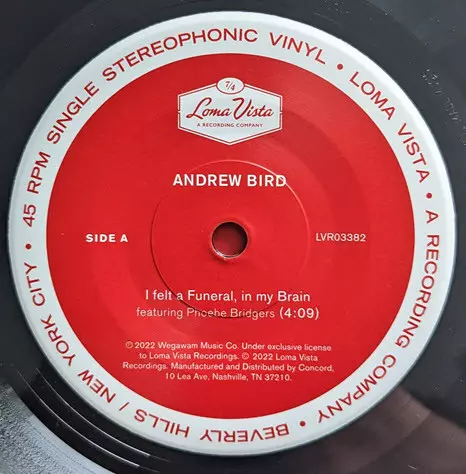 45 RPM SINGLE STEREOPHONIC VINYL • LOMA VISTA • A RECORDING COMPANY • BEVERLY HILLS / NEW YORK CITY •
7/4
Loma Vista
A RECORDING COMPANY
ANDREW BIRD
SIDE A
LVR03382
I felt a Funeral, in my Brain
featuring Phoebe Bridgers (4:09)
℗ 2022 Wegawam Music Co. Under exclusive license
to Loma Vista Recordings. © 2022 Loma Vista
Recordings. Manufactured and Distributed by Concord,
10 Lea Ave, Nashville, TN 37210.